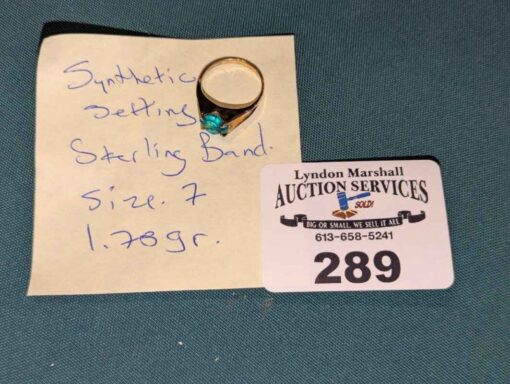 Synthetic
Setting
Sterling Band.
Size. 7
1.78gr.
Lyndon Marshall
AUCTION SERVICES
SOLD!
BIG OR SMALL, WE SELL IT ALL
613-658-5241
289